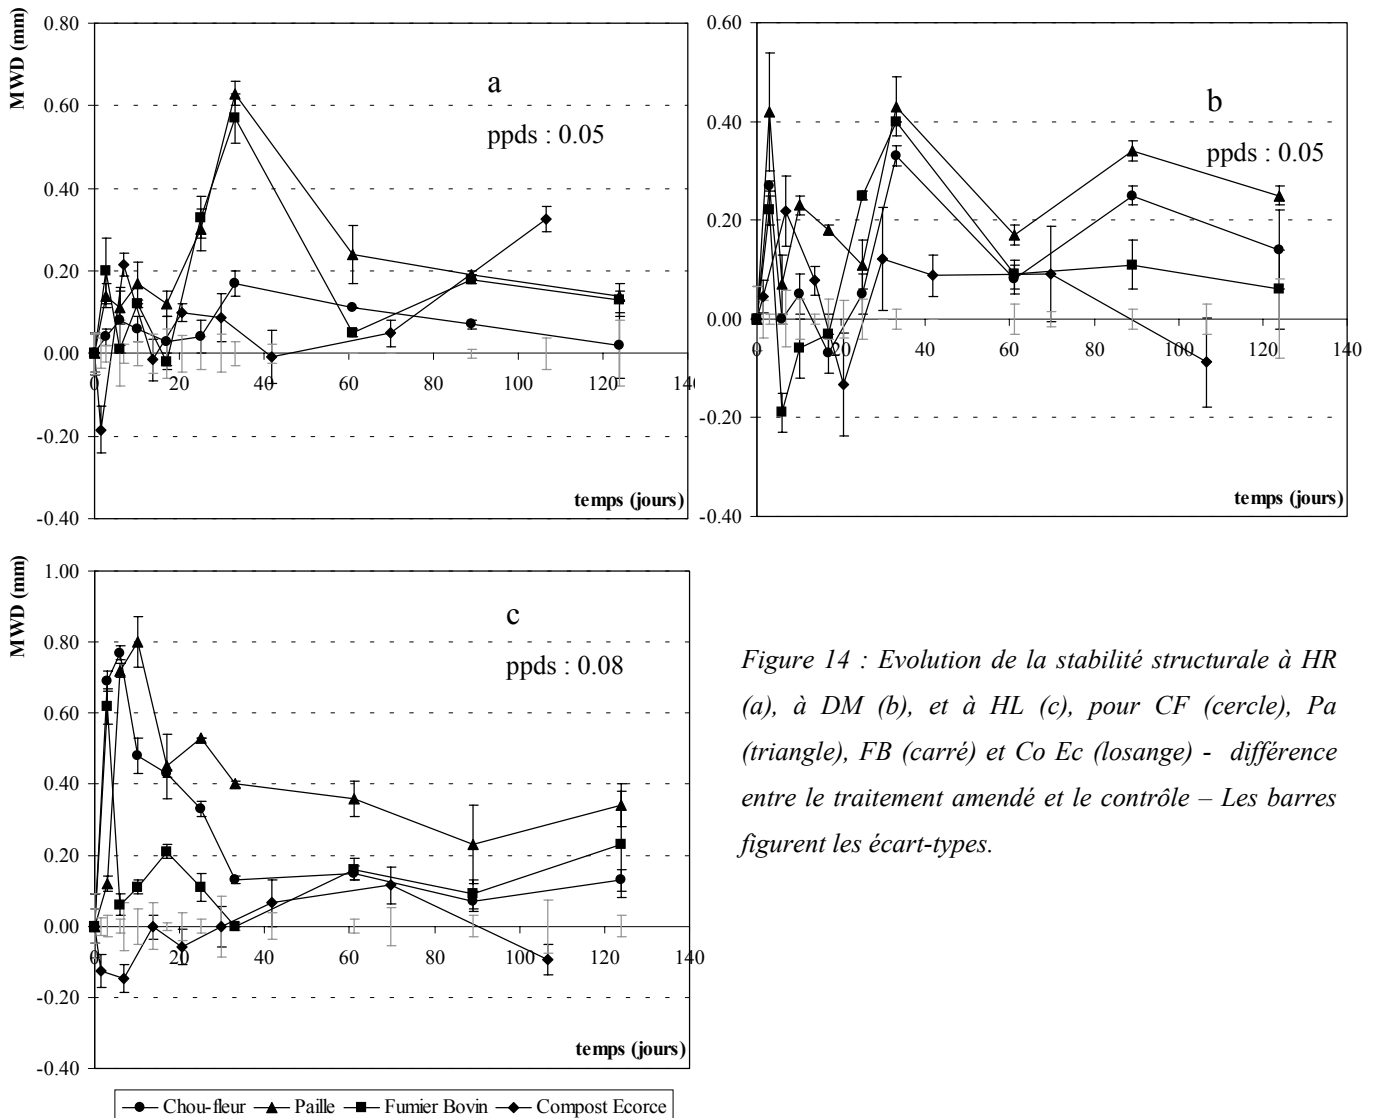 MWD (mm)
0.80
0.60
0.40
0.20
0.00
-0.20
-0.40
0
20
40
60
80
100
120
14
a
ppds : 0.05
temps (jours)
0.60
0.40
0.20
0.00
-0.20
-0.40
0
20
40
60
80
100
120
140
b
ppds : 0.05
temps (jours)
MWD (mm)
1.00
0.80
0.60
0.40
0.20
0.00
-0.20
-0.40
0
20
40
60
80
100
120
140
c
ppds : 0.08
temps (jours)
Figure 14 : Evolution de la stabilité structurale à HR
(a), à DM (b), et à HL (c), pour CF (cercle), Pa
(triangle), FB (carré) et Co Ec (losange) - différence
entre le traitement amendé et le contrôle – Les barres
figurent les écart-types.
Chou-fleur Paille Fumier Bovin Compost Ecorce